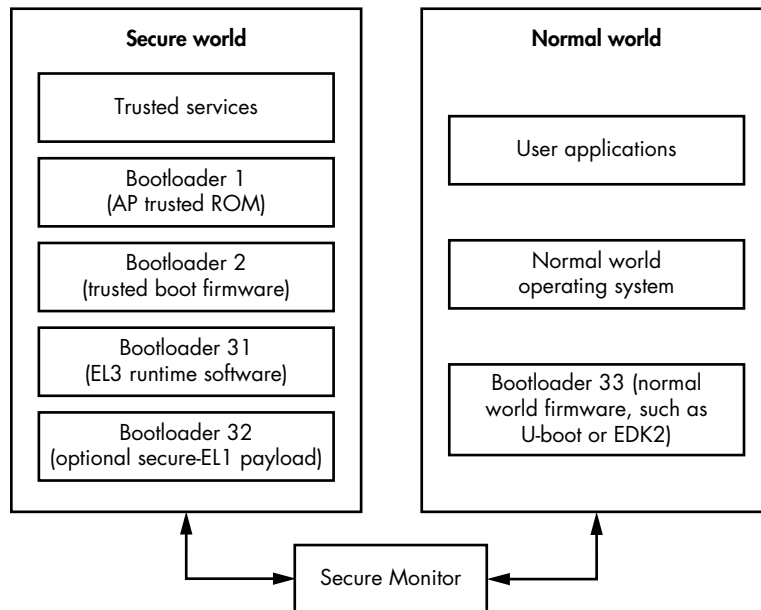 Secure world
Trusted services
Bootloader 1
(AP trusted ROM)
Bootloader 2
(trusted boot firmware)
Bootloader 31
(EL3 runtime software)
Bootloader 32
(optional secure-EL1 payload)
Normal world
User applications
Normal world
operating system
Bootloader 33 (normal
world firmware, such as
U-boot or EDK2)
Secure Monitor